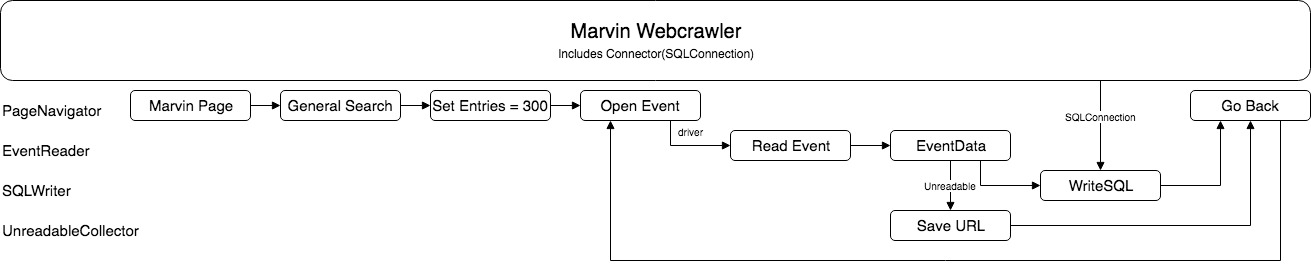 Marvin Webcrawler
Includes Connector(SQLConnection)
PageNavigator
Marvin Page
General Search
Set Entries = 300
Open Event
Go Back
SQLConnection
driver
EventReader
Read Event
EventData
SQLWriter
Unreadable
WriteSQL
UnreadableCollector
Save URL